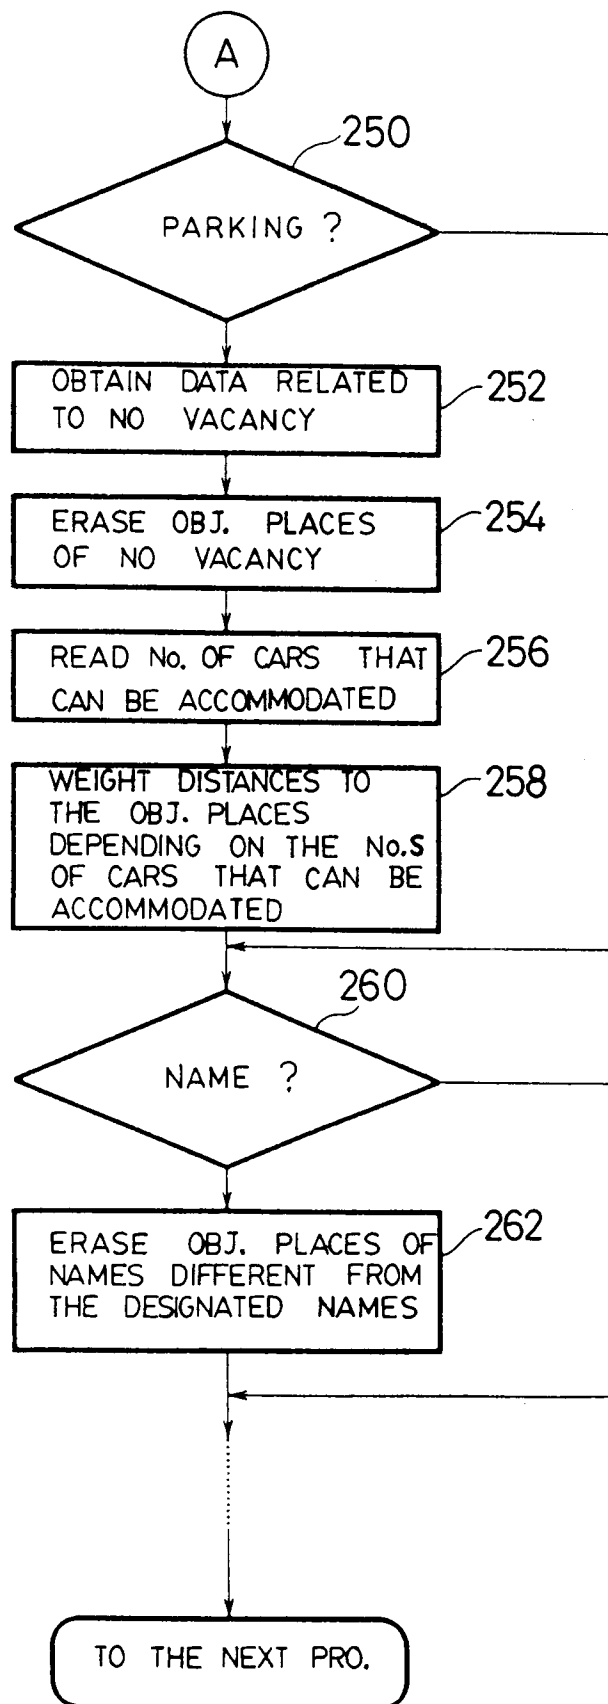 A
250
PARKING ?
OBTAIN DATA RELATED
TO NO VACANCY
252
ERASE OBJ. PLACES
OF NO VACANCY
254
READ No. OF CARS THAT
CAN BE ACCOMMODATED
256
WEIGHT DISTANCES TO
THE OBJ. PLACES
DEPENDING ON THE No.S
OF CARS THAT CAN BE
ACCOMMODATED
258
260
NAME ?
ERASE OBJ. PLACES OF
NAMES DIFFERENT FROM
THE DESIGNATED NAMES
262
TO THE NEXT PRO.